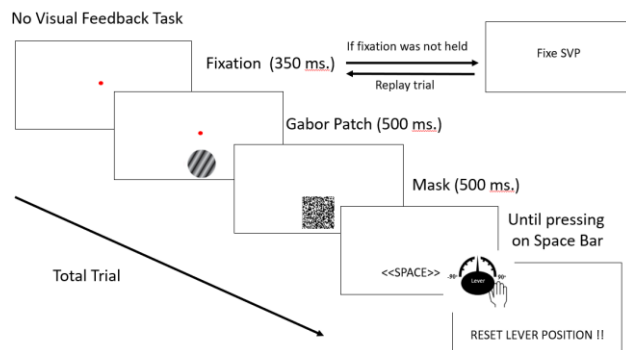 No Visual Feedback Task
Fixation (350 ms.)
If fixation was not held
Replay trial
Fixe SVP
Gabor Patch (500 ms.)
Mask (500 ms.)
Until pressing
on Space Bar
<<SPACE>>
-90°
90°
Lever
Total Trial
RESET LEVER POSITION !!